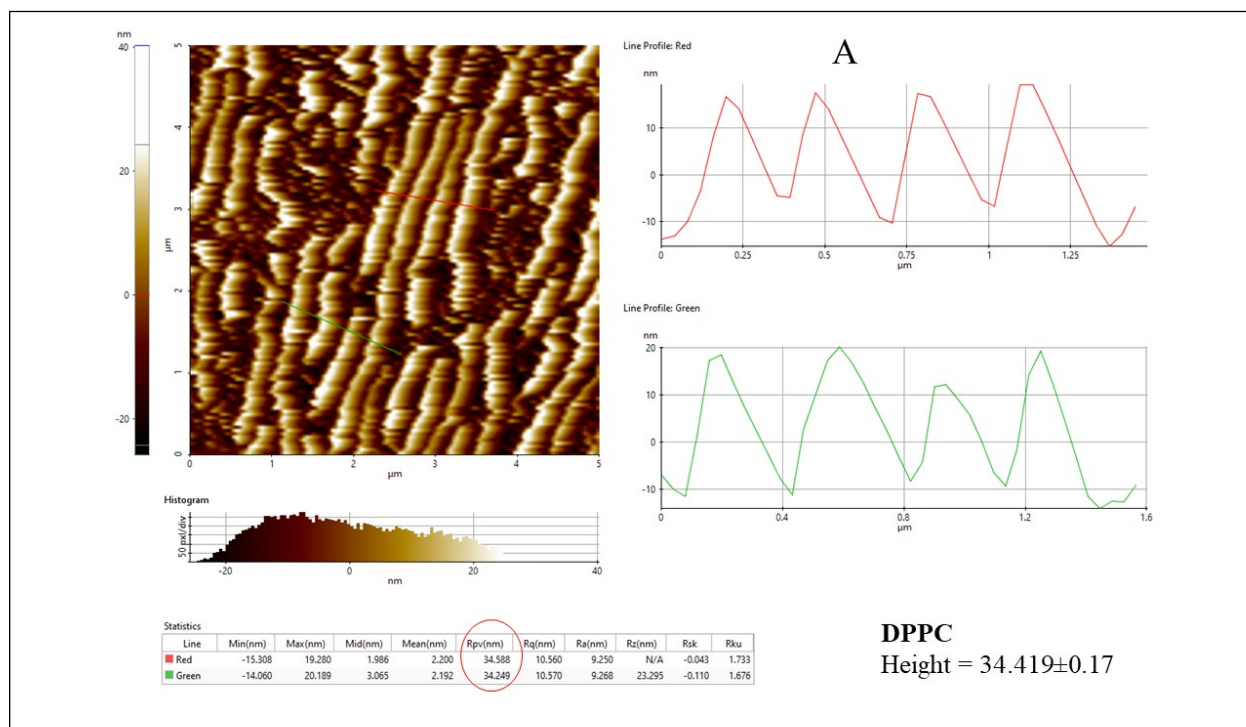 nm
40
20
0
-20
5
4
3
2
1
0
µm
0
1
2
3
4
5
µm
A
Line Profile: Red
nm
10
0
-10
0
0.25
0.5
0.75
1
1.25
µm
Line Profile: Green
nm
20
10
0
-10
0
0.4
0.8
1.2
1.6
µm
Histogram
50 pxl/div
-20
0
20
40
nm
Statistics
Line Min(nm) Max(nm) Mid(nm) Mean(nm) Rpv(nm) Rq(nm) Ra(nm) Rz(nm) Rsk Rku
Red -15.308 19.280 1.986 2.200 34.588 10.560 9.250 N/A -0.043 1.733
Green -14.060 20.189 3.065 2.192 34.249 10.570 9.268 23.295 -0.110 1.676
DPPC
Height = 34.419±0.17